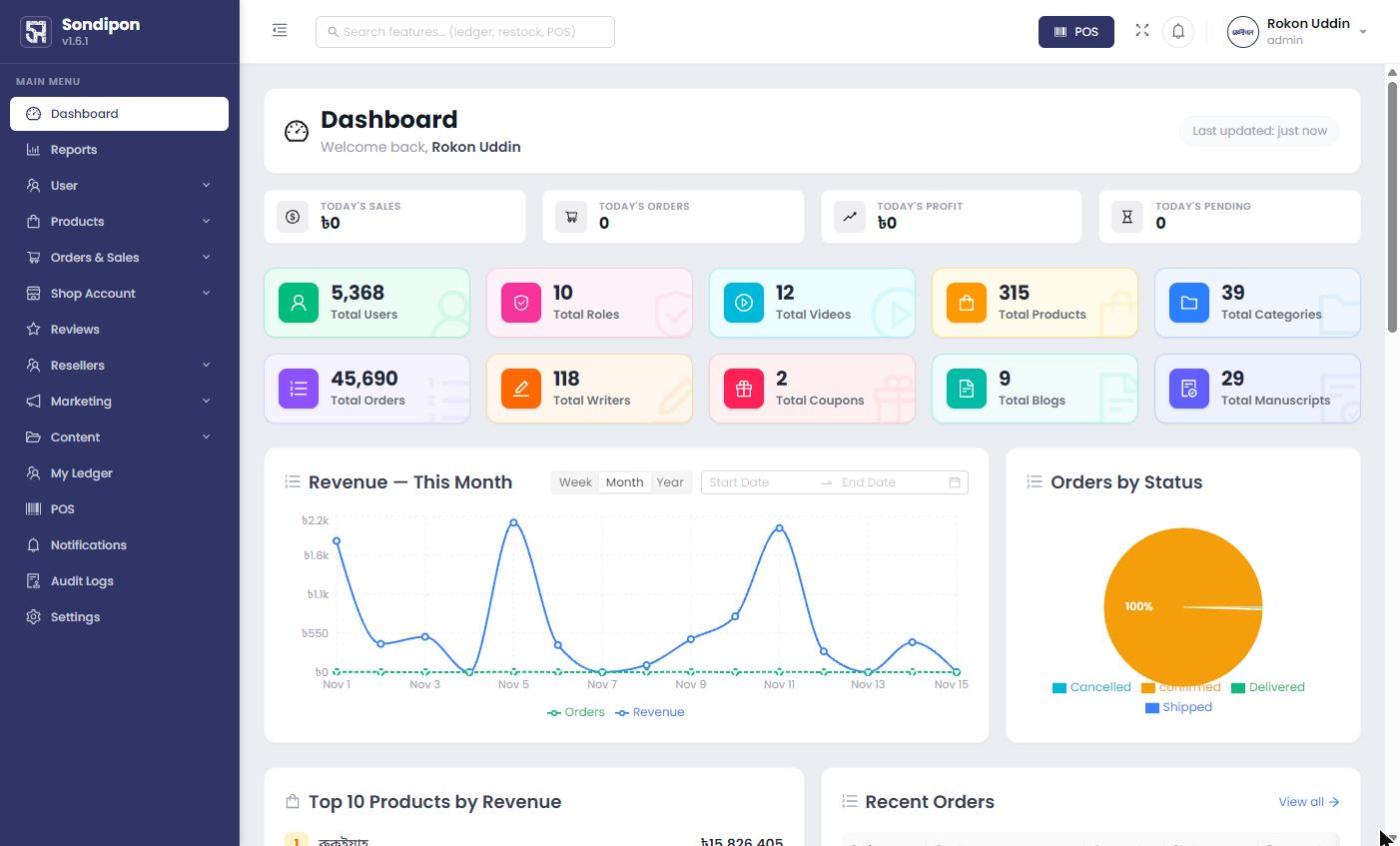 Sondipon
v1.6.1
Search features... (ledger, restock, POS)
POS
Rokon Uddin
admin
MAIN MENU
Dashboard
Reports
User
Products
Orders & Sales
Shop Account
Reviews
Resellers
Marketing
Content
My Ledger
POS
Notifications
Audit Logs
Settings
Dashboard
Welcome back, Rokon Uddin
Last updated: just now
TODAY'S SALES
৳0
TODAY'S ORDERS
0
TODAY'S PROFIT
৳0
TODAY'S PENDING
0
5,368
Total Users
10
Total Roles
12
Total Videos
315
Total Products
39
Total Categories
45,690
Total Orders
118
Total Writers
2
Total Coupons
9
Total Blogs
29
Total Manuscripts
Revenue — This Month
Week Month Year
Start Date → End Date
৳2.2k
৳1.6k
৳1.1k
৳550
৳0
Nov 1 Nov 3 Nov 5 Nov 7 Nov 9 Nov 11 Nov 13 Nov 15
Orders Revenue
Orders by Status
100%
Cancelled confirmed Delivered
Shipped
Top 10 Products by Revenue
1 রুকইয়াহ ৳15,826,405
Recent Orders
View all →